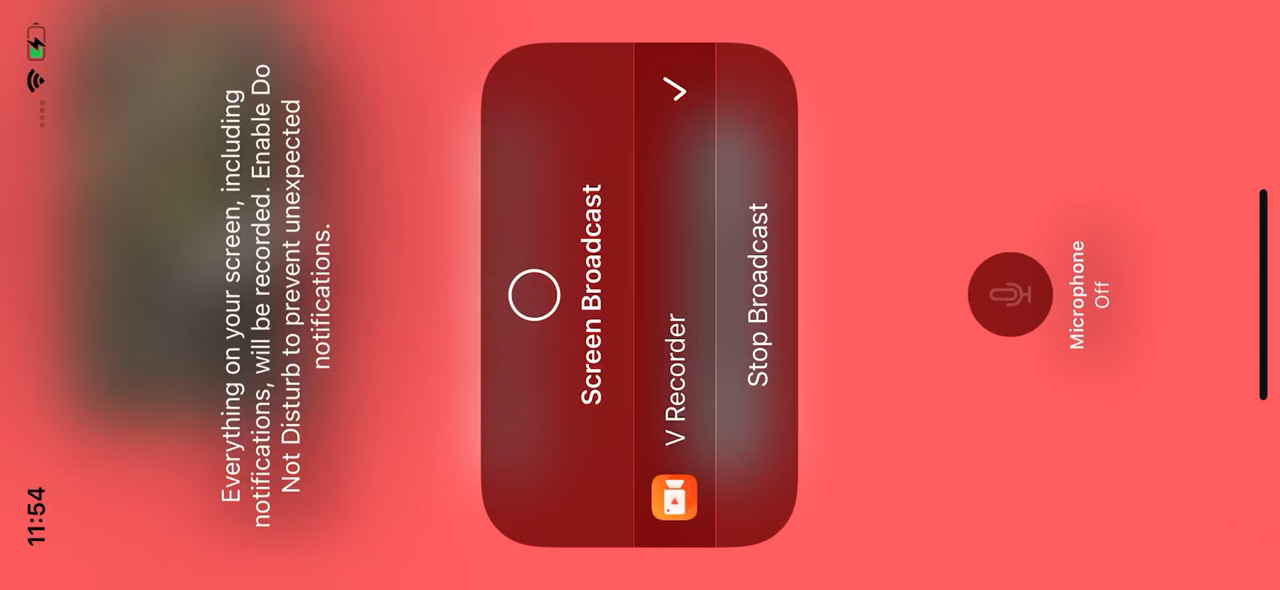 11:54
Everything on your screen, including
notifications, will be recorded. Enable Do
Not Disturb to prevent unexpected
notifications.
Screen Broadcast
V Recorder
Stop Broadcast
Microphone
Off